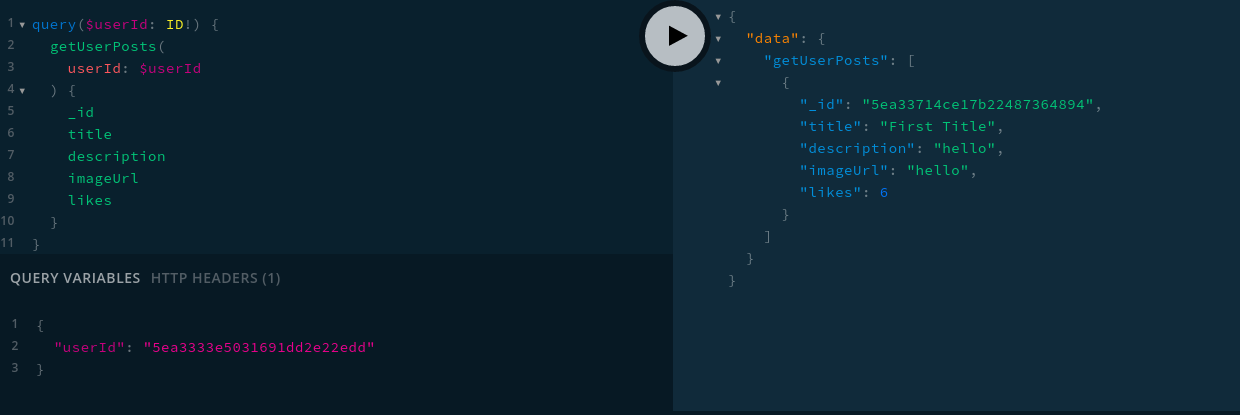 1 query($userId: ID!) {
2 getUserPosts(
3 userId: $userId
4 ) {
5 _id
6 title
7 description
8 imageUrl
9 likes
10 }
11 }
QUERY VARIABLES HTTP HEADERS (1)
1 {
2 "userId": "5ea3333e5031691dd2e22edd"
3 }
{
"data": {
"getUserPosts": [
{
"_id": "5ea33714ce17b22487364894",
"title": "First Title",
"description": "hello",
"imageUrl": "hello",
"likes": 6
}
]
}
}